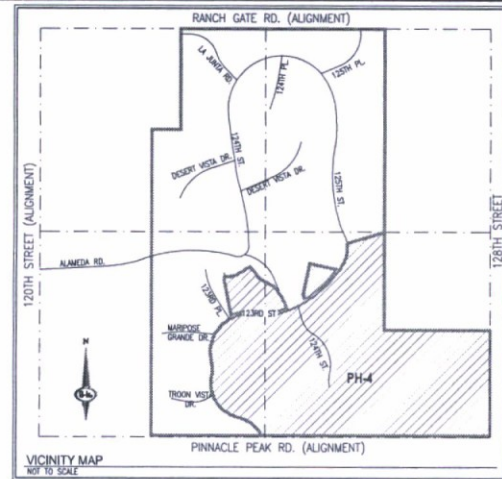 RANCH GATE RD. (ALIGNMENT)
LA JUNTA RD.
124TH PL.
125TH PL.
124TH ST.
DESERT VISTA DR.
DESERT VISTA DR.
125TH ST.
120TH STREET (ALIGNMENT)
128TH STREET
ALAMEDA RD.
123RD PL.
123RD ST
MARIPOSE
GRANDE DR.
124TH ST.
N
PH-4
TROON VISTA
DR.
PINNACLE PEAK RD. (ALIGNMENT)
VICINITY MAP
NOT TO SCALE